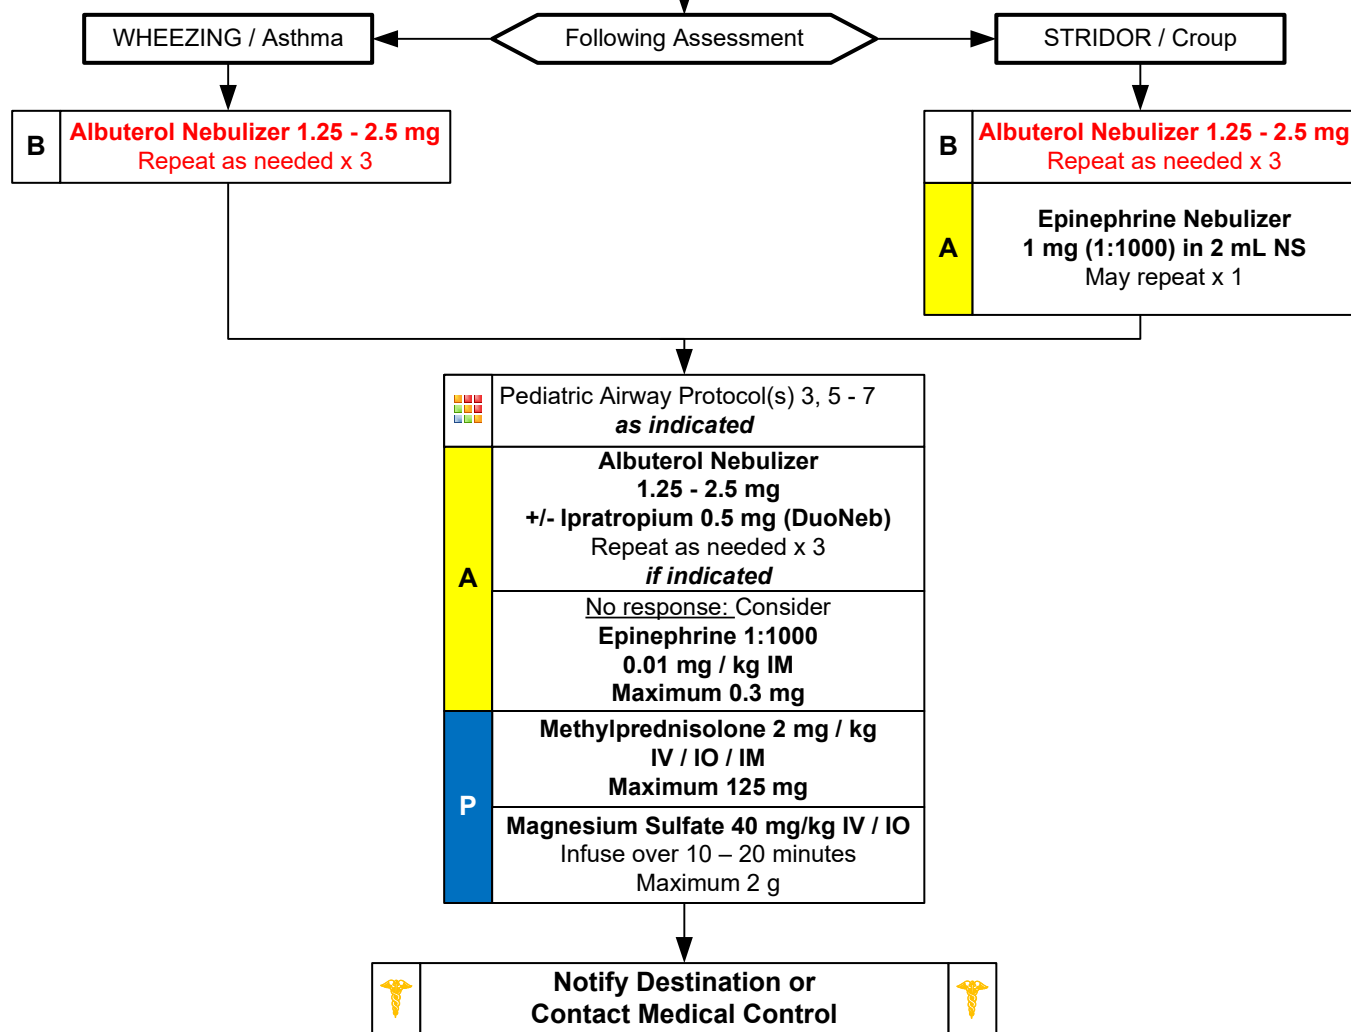 WHEEZING / Asthma
Following Assessment
STRIDOR / Croup
B
Albuterol Nebulizer 1.25 - 2.5 mg
Repeat as needed x 3
B
Albuterol Nebulizer 1.25 - 2.5 mg
Repeat as needed x 3
A
Epinephrine Nebulizer
1 mg (1:1000) in 2 mL NS
May repeat x 1
Pediatric Airway Protocol(s) 3, 5 - 7
as indicated
A
Albuterol Nebulizer
1.25 - 2.5 mg
+/- Ipratropium 0.5 mg (DuoNeb)
Repeat as needed x 3
if indicated
No response: Consider
Epinephrine 1:1000
0.01 mg / kg IM
Maximum 0.3 mg
P
Methylprednisolone 2 mg / kg
IV / IO / IM
Maximum 125 mg
Magnesium Sulfate 40 mg/kg IV / IO
Infuse over 10 – 20 minutes
Maximum 2 g
Notify Destination or
Contact Medical Control